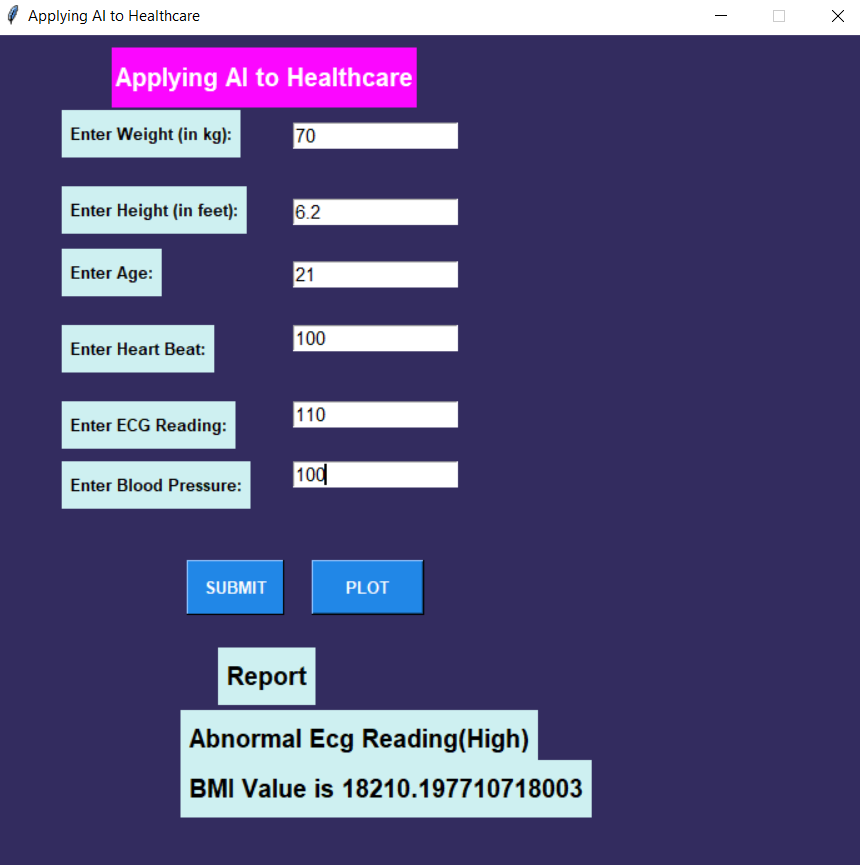 Applying AI to Healthcare
Applying AI to Healthcare
Enter Weight (in kg): 70
Enter Height (in feet): 6.2
Enter Age: 21
Enter Heart Beat: 100
Enter ECG Reading: 110
Enter Blood Pressure: 100
SUBMIT PLOT
Report
Abnormal Ecg Reading(High)
BMI Value is 18210.197710718003